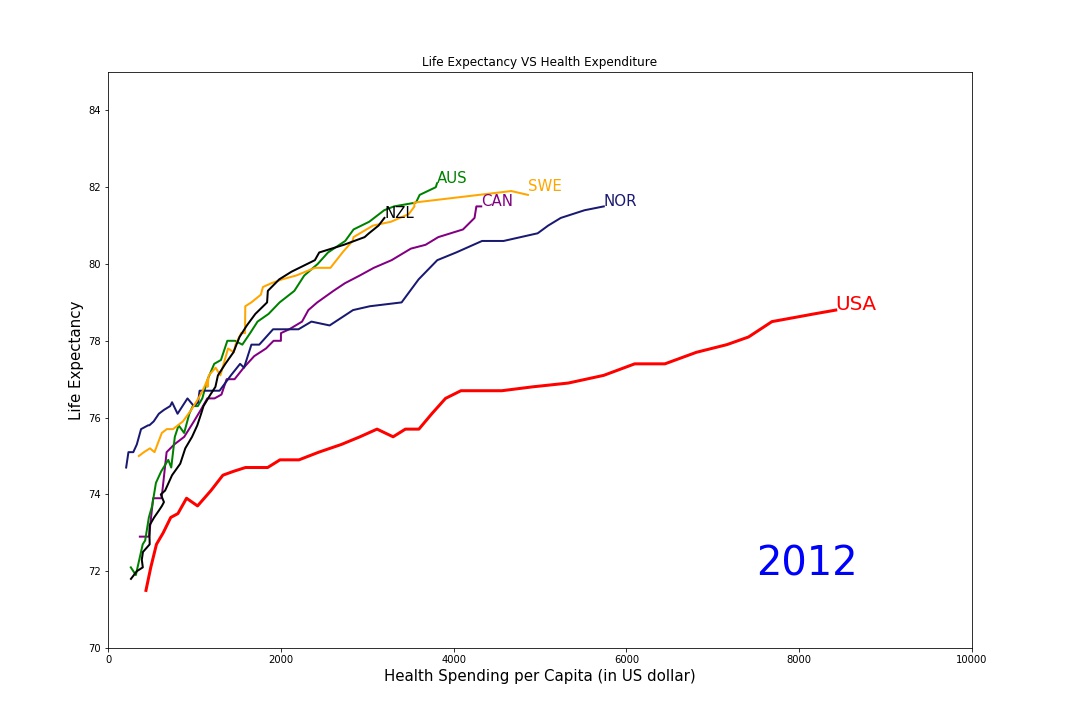 Life Expectancy VS Health Expenditure
84
82
80
78
76
74
72
70
Life Expectancy
AUS
SWE
CAN
NOR
NZL
USA
2012
0 2000 4000 6000 8000 10000
Health Spending per Capita (in US dollar)